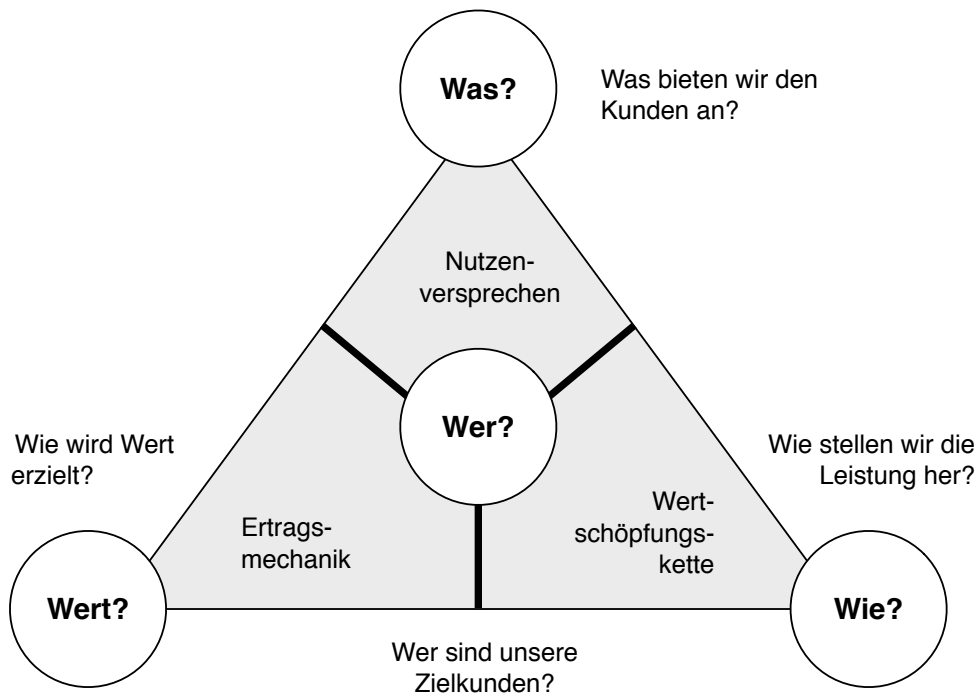 Was?
Was bieten wir den
Kunden an?
Nutzen-
versprechen
Wer?
Wie wird Wert
erzielt?
Wie stellen wir die
Leistung her?
Ertrags-
mechanik
Wert-
schöpfungs-
kette
Wert?
Wie?
Wer sind unsere
Zielkunden?